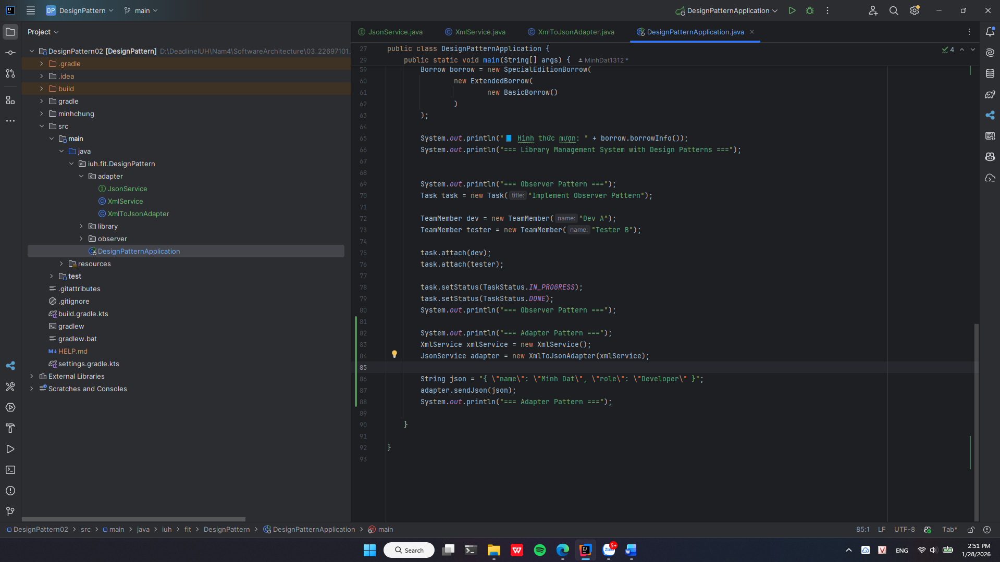 DP DesignPattern main
DesignPatternApplication
Project
DesignPattern02 [DesignPattern] D:\DeadlineIUH\Nam4\SoftwareArchitecture\03_22697101_
.gradle
.idea
build
gradle
minhchung
src
main
java
iuh.fit.DesignPattern
adapter
JsonService
XmlService
XmlToJsonAdapter
library
observer
DesignPatternApplication
resources
test
.gitattributes
.gitignore
build.gradle.kts
gradlew
gradlew.bat
M↓ HELP.md
settings.gradle.kts
External Libraries
Scratches and Consoles
JsonService.java XmlService.java XmlToJsonAdapter.java DesignPatternApplication.java
4
27 public class DesignPatternApplication {
29 public static void main(String[] args) { MinhDat1312 *
59 Borrow borrow = new SpecialEditionBorrow(
60 new ExtendedBorrow(
61 new BasicBorrow()
62 )
63 );
64
65 System.out.println("📘 Hình thức mượn: " + borrow.borrowInfo());
66 System.out.println("=== Library Management System with Design Patterns ===");
67
68
69 System.out.println("=== Observer Pattern ===");
70 Task task = new Task( title: "Implement Observer Pattern");
71
72 TeamMember dev = new TeamMember( name: "Dev A");
73 TeamMember tester = new TeamMember( name: "Tester B");
74
75 task.attach(dev);
76 task.attach(tester);
77
78 task.setStatus(TaskStatus.IN_PROGRESS);
79 task.setStatus(TaskStatus.DONE);
80 System.out.println("=== Observer Pattern ===");
81
82 System.out.println("=== Adapter Pattern ===");
83 XmlService xmlService = new XmlService();
84 JsonService adapter = new XmlToJsonAdapter(xmlService);
85
86 String json = "{ \"name\": \"Minh Dat\", \"role\": \"Developer\" }";
87 adapter.sendJson(json);
88 System.out.println("=== Adapter Pattern ===");
89
90 }
91
92 }
93
DesignPattern02 > src > main > java > iuh > fit > DesignPattern > DesignPatternApplication > main
85:1 LF UTF-8 Tab*
Search
Zalo 5+
ENG
2:51 PM
1/28/2026